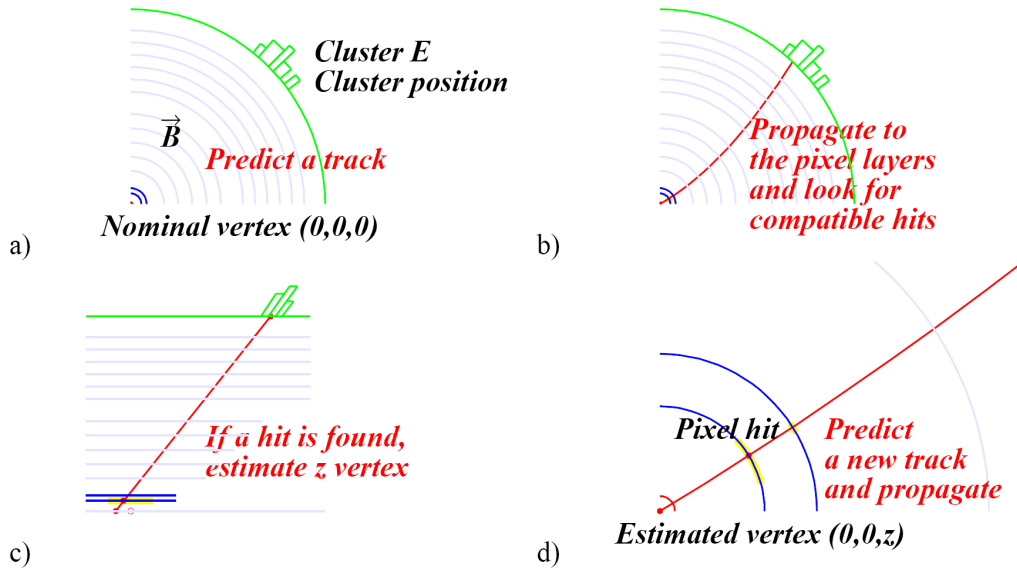 Cluster E
Cluster position
B
Predict a track
Nominal vertex (0,0,0)
a)
Propagate to
the pixel layers
and look for
compatible hits
b)
If a hit is found,
estimate z vertex
c)
Pixel hit
Predict
a new track
and propagate
Estimated vertex (0,0,z)
d)